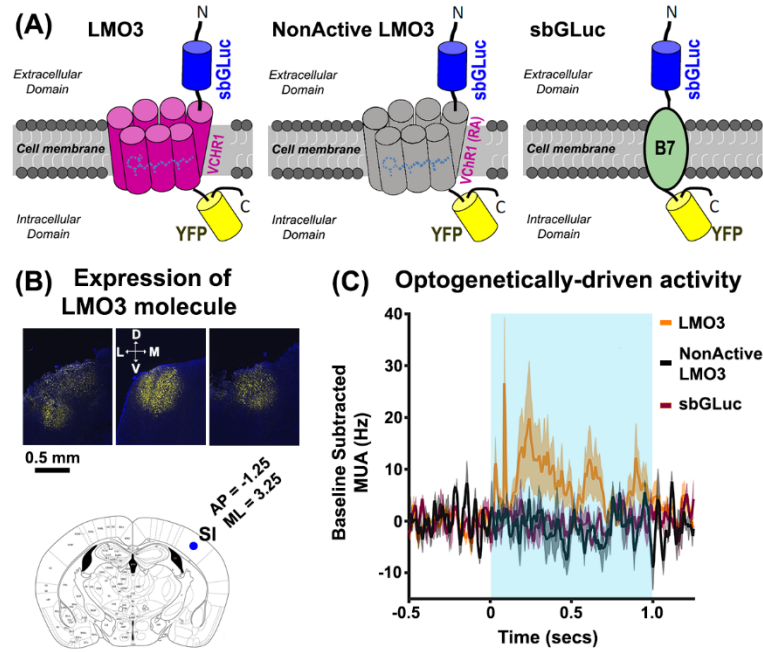 (A)
LMO3
NonActive LMO3
sbGLuc
N
N
N
Extracellular
Domain
sbGLuc
Extracellular
Domain
sbGLuc
Extracellular
Domain
sbGLuc
Cell membrane
VCHR1
Cell membrane
VChR1 (RA)
Cell membrane
B7
Intracellular
Domain
C
YFP
Intracellular
Domain
C
YFP
Intracellular
Domain
C
YFP
(B)
Expression of
LMO3 molecule
D
L
M
V
0.5 mm
AP = -1.25
ML = 3.25
SI
(C)
Optogenetically-driven activity
LMO3
NonActive
LMO3
sbGLuc
Baseline Subtracted
MUA (Hz)
40
30
20
10
0
-10
-0.5
0
0.5
1.0
Time (secs)